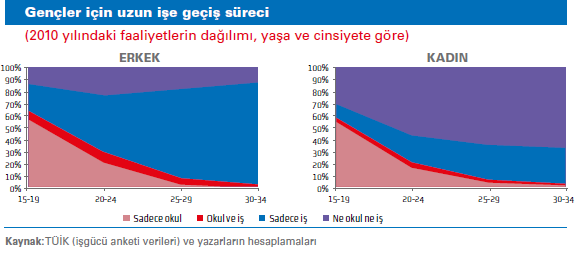 Gençler için uzun işe geçiş süreci
(2010 yılındaki faaliyetlerin dağılımı, yaşa ve cinsiyete göre)
ERKEK
100%
90%
80%
70%
60%
50%
40%
30%
20%
10%
0%
15-19 20-24 25-29 30-34
KADIN
100%
90%
80%
70%
60%
50%
40%
30%
20%
10%
0%
15-19 20-24 25-29 30-34
Sadece okul Okul ve iş Sadece iş Ne okul ne iş
Kaynak: TÜİK (işgücü anketi verileri) ve yazarların hesaplamaları